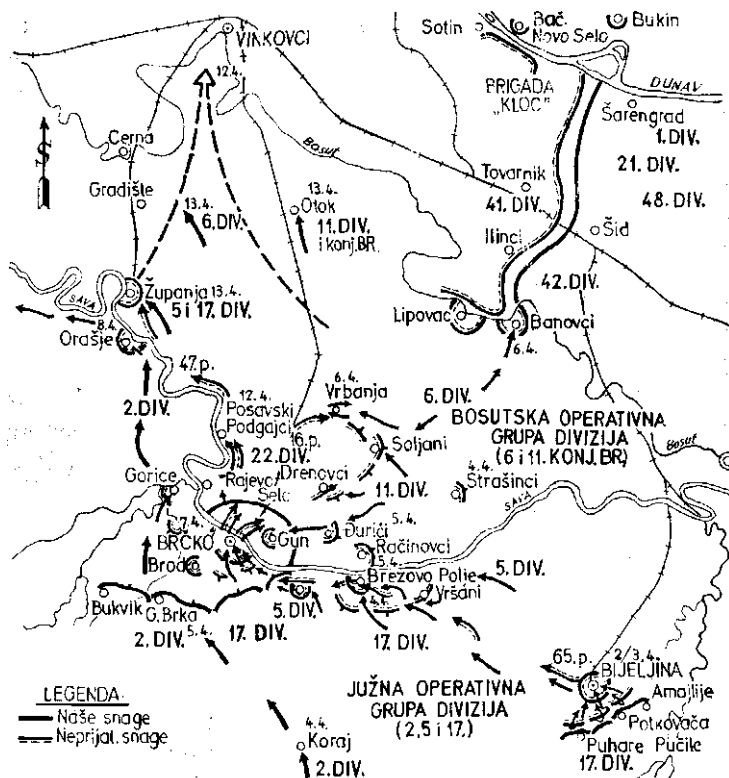 VINKOVCI
12.4.
Sotin
Bač.
Novo Selo
Bukin
DUNAV
BRIGADA
„KLOC"
Šarengrad
1. DIV.
21. DIV.
48. DIV.
Cerna
Bosut
S
Gradište
Tovarnik
41. DIV.
13.4.
6. DIV.
13.4.
Otok
11. DIV.
i konj. BR.
Ilinci
Šid
42. DIV.
SAVA
Županja 13.4.
5 i 17. DIV.
Lipovac
Banovci
6.4.
8.4.
Orašje
47. p.
2. DIV.
12.4.
Posavski
Podgajci
22. DIV.
6.4.
Vrbanja
6. DIV.
Soljani
BOSUTSKA OPERATIVNA
GRUPA DIVIZIJA
(6 i 11. KONJ. BR.)
Bosut
Drenovci
11. DIV.
4.4.
Strašinci
Gorice
Rajevo
Selo
SAVA
BRČKO
Gun
Đurići 5.4.
Račinovci
5.4.
Brezovo Polje
5. DIV.
Vršani
Brod
Bukvik
G. Brka
2. DIV. 5.4.
17. DIV.
5. DIV.
17. DIV.
65. p.
2/3.4.
BIJELJINA
Amajlije
Potkovača
Puhare Pučile
17. DIV.
JUŽNA OPERATIVNA
GRUPA DIVIZIJA
(2, 5 i 17.)
LEGENDA
Naše snage
Neprijat. snage
4.4.
Koraj
2. DIV.